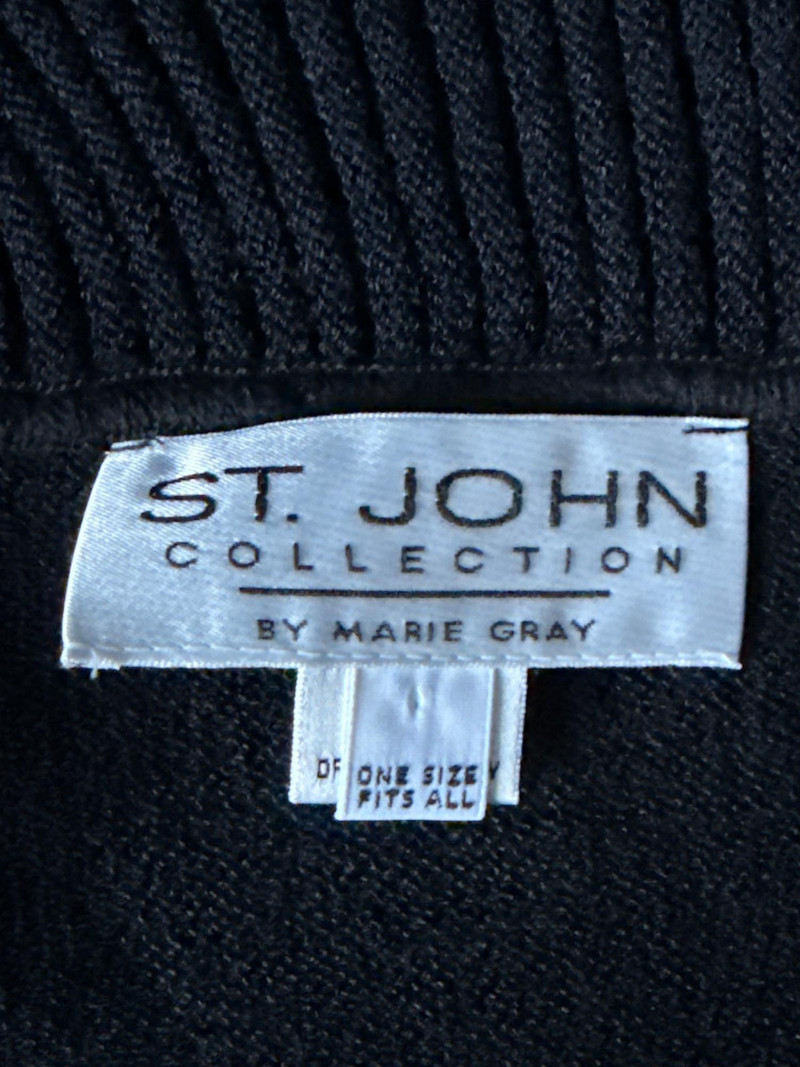 ST. JOHN
COLLECTION
BY MARIE GRAY
ONE SIZE
FITS ALL